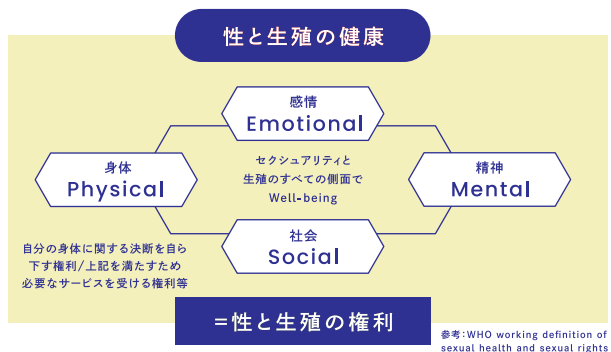 性と生殖の健康
感情
Emotional
身体
Physical
セクシュアリティと
生殖のすべての側面で
Well-being
精神
Mental
社会
Social
自分の身体に関する決断を自ら
下す権利/上記を満たすため
必要なサービスを受ける権利等
=性と生殖の権利
参考:WHO working definition of
sexual health and sexual rights